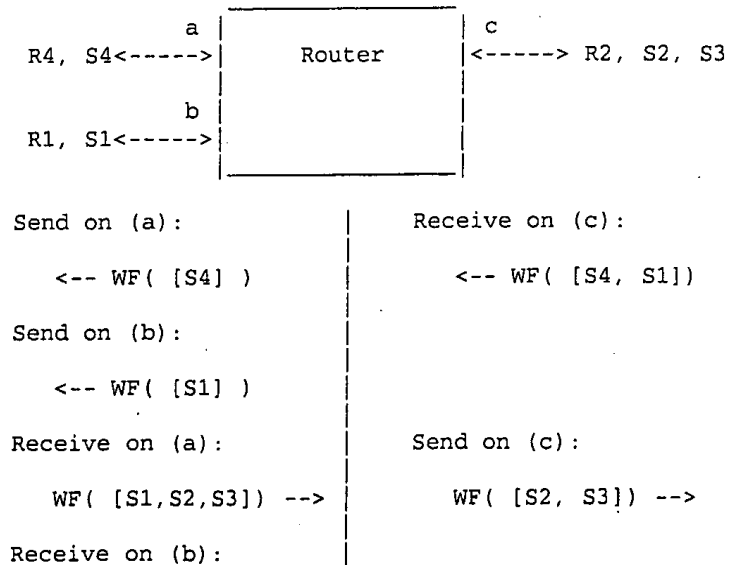 a c
R4, S4<-----> Router <-----> R2, S2, S3
b
R1, S1<----->
Send on (a): | Receive on (c):
<-- WF( [S4] ) | <-- WF( [S4, S1])
Send on (b): |
<-- WF( [S1] ) |
Receive on (a): | Send on (c):
WF( [S1,S2,S3]) --> | WF( [S2, S3]) -->
Receive on (b): |